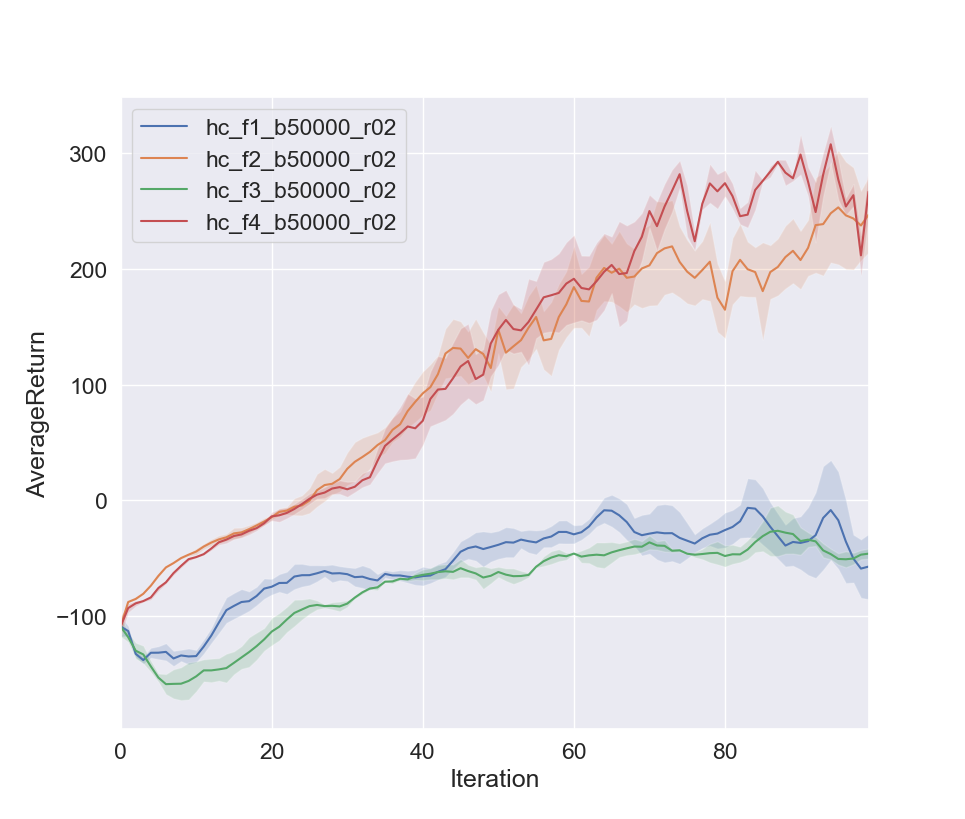 hc_f1_b50000_r02
hc_f2_b50000_r02
hc_f3_b50000_r02
hc_f4_b50000_r02
300
200
100
0
−100
AverageReturn
0 20 40 60 80
Iteration